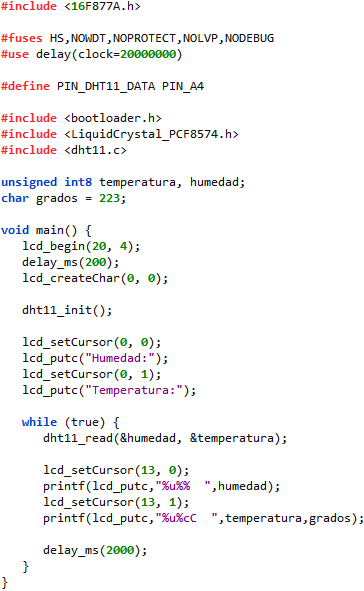 #include <16F877A.h>
#fuses HS,NOWDT,NOPROTECT,NOLVP,NODEBUG
#use delay(clock=20000000)
#define PIN_DHT11_DATA PIN_A4
#include <bootloader.h>
#include <LiquidCrystal_PCF8574.h>
#include <dht11.c>
unsigned int8 temperatura, humedad;
char grados = 223;
void main() {
lcd_begin(20, 4);
delay_ms(200);
lcd_createChar(0, 0);
dht11_init();
lcd_setCursor(0, 0);
lcd_putc("Humedad:");
lcd_setCursor(0, 1);
lcd_putc("Temperatura:");
while (true) {
dht11_read(&humedad, &temperatura);
lcd_setCursor(13, 0);
printf(lcd_putc,"%u%%  ",humedad);
lcd_setCursor(13, 1);
printf(lcd_putc,"%u%cC  ",temperatura,grados);
delay_ms(2000);
}
}